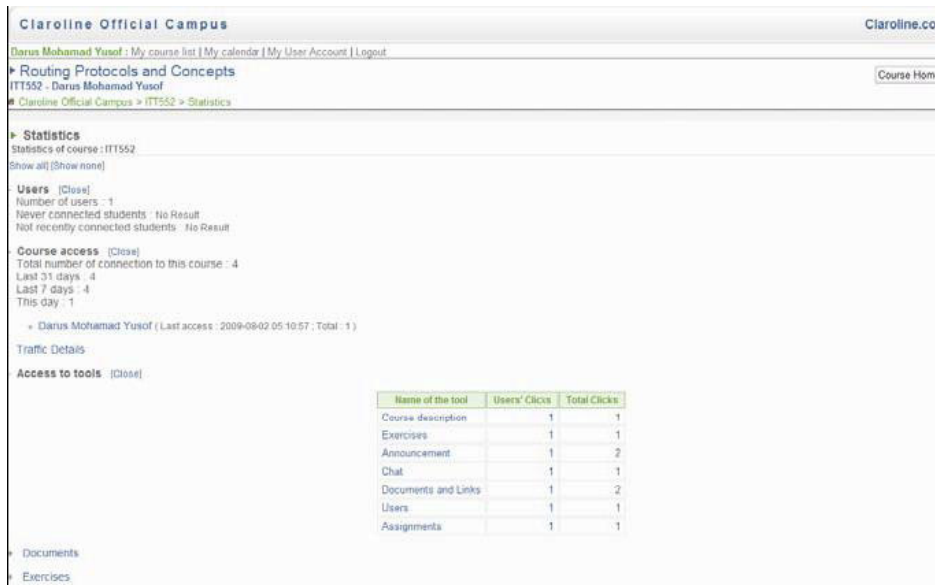 Claroline Official Campus
Claroline.co
Darus Mohamad Yusof : My course list | My calendar | My User Account | Logout
Routing Protocols and Concepts
Course Hom
ITT552 - Darus Mohamad Yusof
Claroline Official Campus > ITT552 > Statistics
Statistics
Statistics of course : ITT552
Show all] [Show none]
Users [Close]
Number of users : 1
Never connected students : No Result
Not recently connected students : No Result
Course access [Close]
Total number of connection to this course : 4
Last 31 days : 4
Last 7 days : 4
This day : 1
Darus Mohamad Yusof ( Last access : 2009-08-02 05:10:57 ; Total : 1 )
Traffic Details
Access to tools [Close]
Name of the tool Users' Clicks Total Clicks
Course description 1 1
Exercises 1 1
Announcement 1 2
Chat 1 1
Documents and Links 1 2
Users 1 1
Assignments 1 1
Documents
Exercises